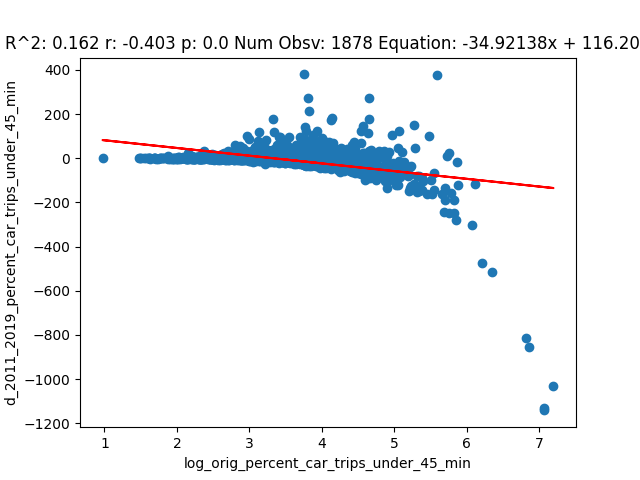 R^2: 0.162 r: -0.403 p: 0.0 Num Obsv: 1878 Equation: -34.92138x + 116.20
d_2011_2019_percent_car_trips_under_45_min
400
200
0
−200
−400
−600
−800
−1000
−1200
1 2 3 4 5 6 7
log_orig_percent_car_trips_under_45_min